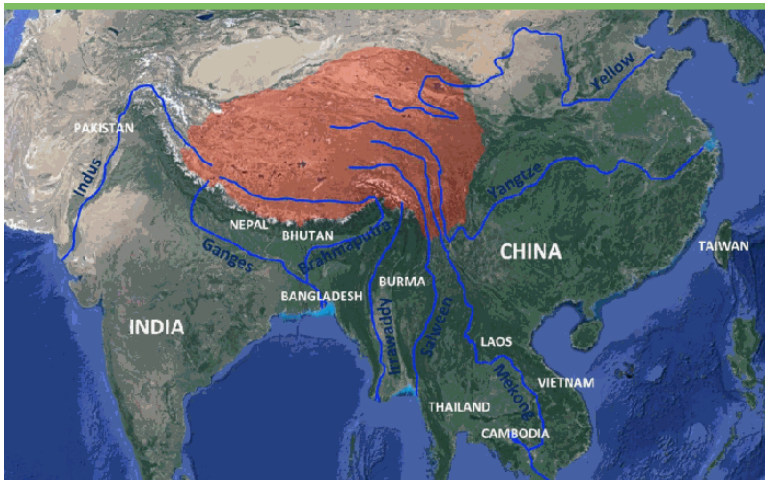 Yellow
PAKISTAN
Indus
Yangtze
NEPAL
BHUTAN
Brahmaputra
Ganges
CHINA
TAIWAN
BURMA
BANGLADESH
INDIA
Irrawaddy
Salween
LAOS
Mekong
VIETNAM
THAILAND
CAMBODIA